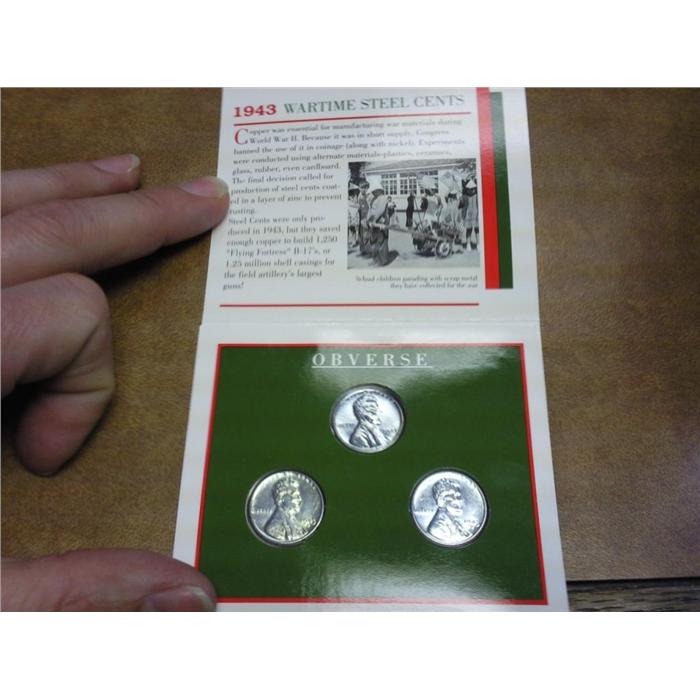 1943 WARTIME STEEL CENTS
Copper was essential for manufacturing war materials during
World War II. Because it was in short supply, Congress
banned the use of it in coinage (along with nickel). Experiments
were conducted using alternate materials-plastics, ceramics,
glass, rubber, even cardboard.
The final decision called for
production of steel cents coat-
ed in a layer of zinc to prevent
rusting.
Steel Cents were only pro-
duced in 1943, but they saved
enough copper to build 1,250
"Flying Fortress" B-17's, or
1.25 million shell casings for
the field artillery's largest
guns!
School children parading with scrap metal
they have collected for the war
OBVERSE